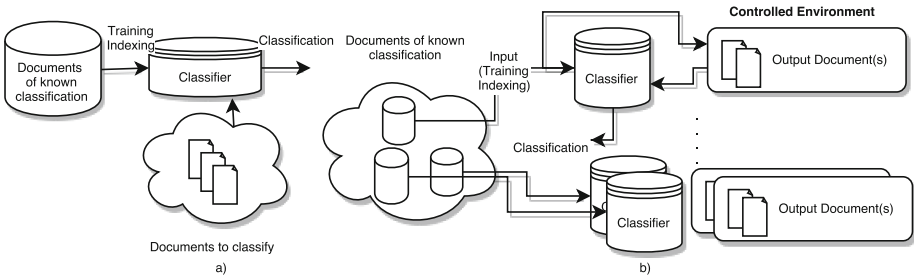 Training
Indexing
Documents
of known
classification
Classifier
Classification
Documents to classify
a)
Documents of known
classification
Input
(Training
Indexing)
Classifier
Classification
Controlled Environment
Output Document(s)
Classifier
Output Document(s)
b)